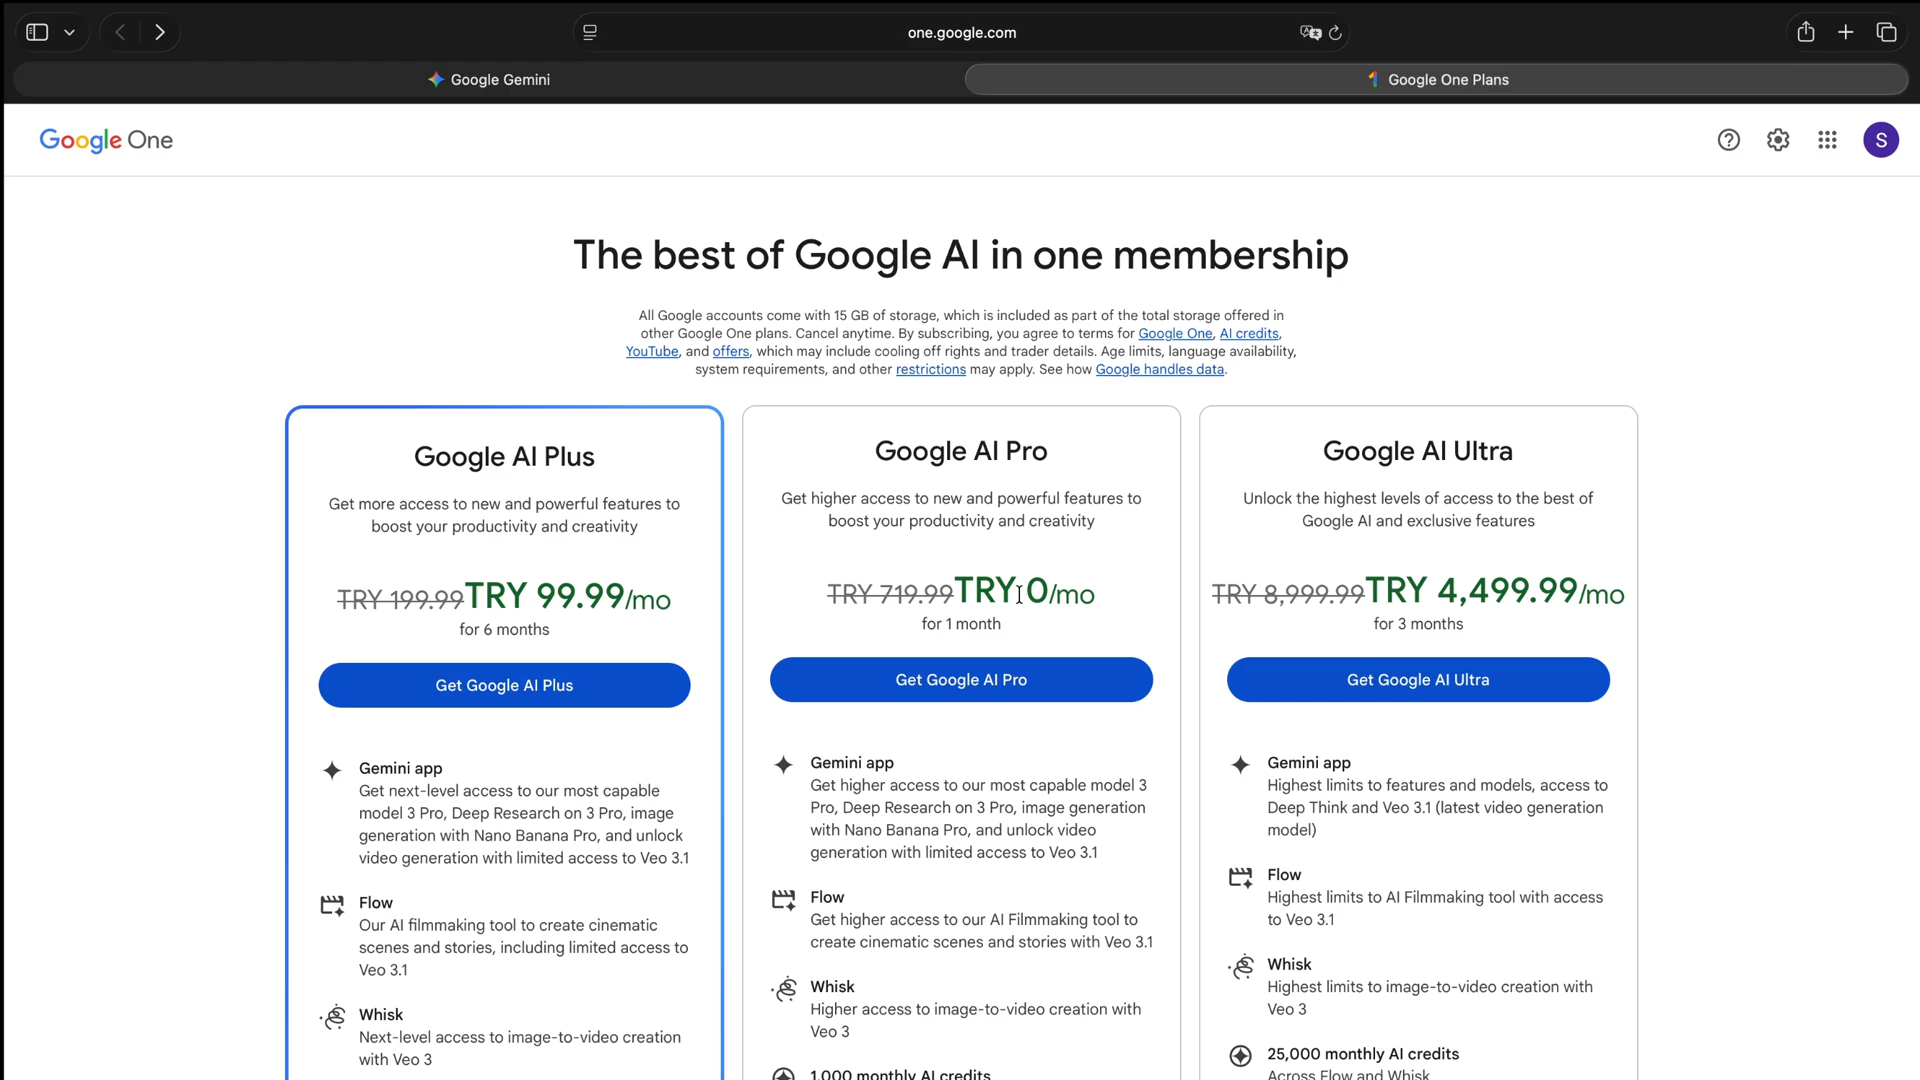 one.google.com
Google Gemini
Google One Plans
Google One
S
The best of Google AI in one membership
All Google accounts come with 15 GB of storage, which is included as part of the total storage offered in
other Google One plans. Cancel anytime. By subscribing, you agree to terms for Google One, AI credits,
YouTube, and offers, which may include cooling off rights and trader details. Age limits, language availability,
system requirements, and other restrictions may apply. See how Google handles data.
Google AI Plus
Get more access to new and powerful features to
boost your productivity and creativity
TRY 199.99 TRY 99.99/mo
for 6 months
Get Google AI Plus
Gemini app
Get next-level access to our most capable
model 3 Pro, Deep Research on 3 Pro, image
generation with Nano Banana Pro, and unlock
video generation with limited access to Veo 3.1
Flow
Our AI filmmaking tool to create cinematic
scenes and stories, including limited access to
Veo 3.1
Whisk
Next-level access to image-to-video creation
with Veo 3
Google AI Pro
Get higher access to new and powerful features to
boost your productivity and creativity
TRY 719.99 TRY 0/mo
for 1 month
Get Google AI Pro
Gemini app
Get higher access to our most capable model 3
Pro, Deep Research on 3 Pro, image generation
with Nano Banana Pro, and unlock video
generation with limited access to Veo 3.1
Flow
Get higher access to our AI Filmmaking tool to
create cinematic scenes and stories with Veo 3.1
Whisk
Higher access to image-to-video creation with
Veo 3
1,000 monthly AI credits
Google AI Ultra
Unlock the highest levels of access to the best of
Google AI and exclusive features
TRY 8,999.99 TRY 4,499.99/mo
for 3 months
Get Google AI Ultra
Gemini app
Highest limits to features and models, access to
Deep Think and Veo 3.1 (latest video generation
model)
Flow
Highest limits to AI Filmmaking tool with access
to Veo 3.1
Whisk
Highest limits to image-to-video creation with
Veo 3
25,000 monthly AI credits
Across Flow and Whisk